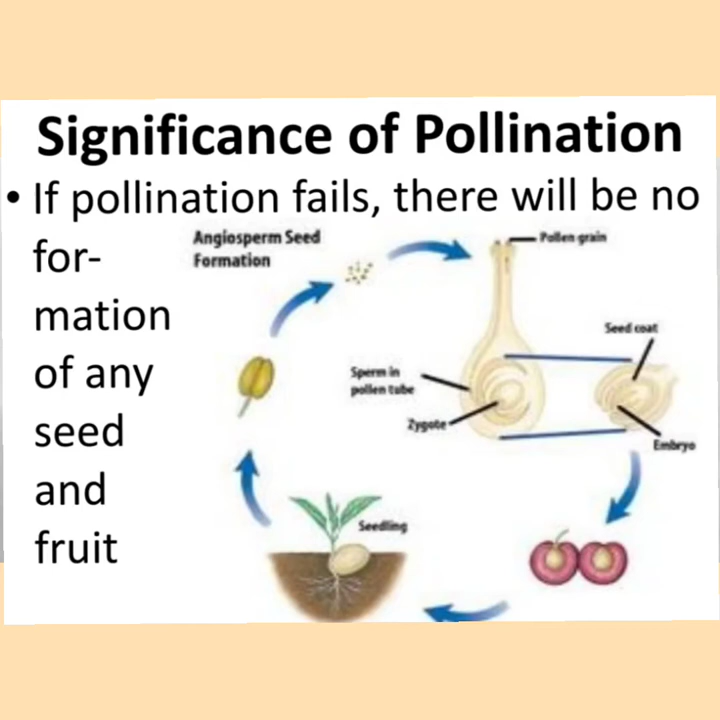 Significance of Pollination
• If pollination fails, there will be no
for-
mation
of any
seed
and
fruit
Angiosperm Seed
Formation
Pollen grain
Seed coat
Sperm in
pollen tube
Zygote
Embryo
Seedling